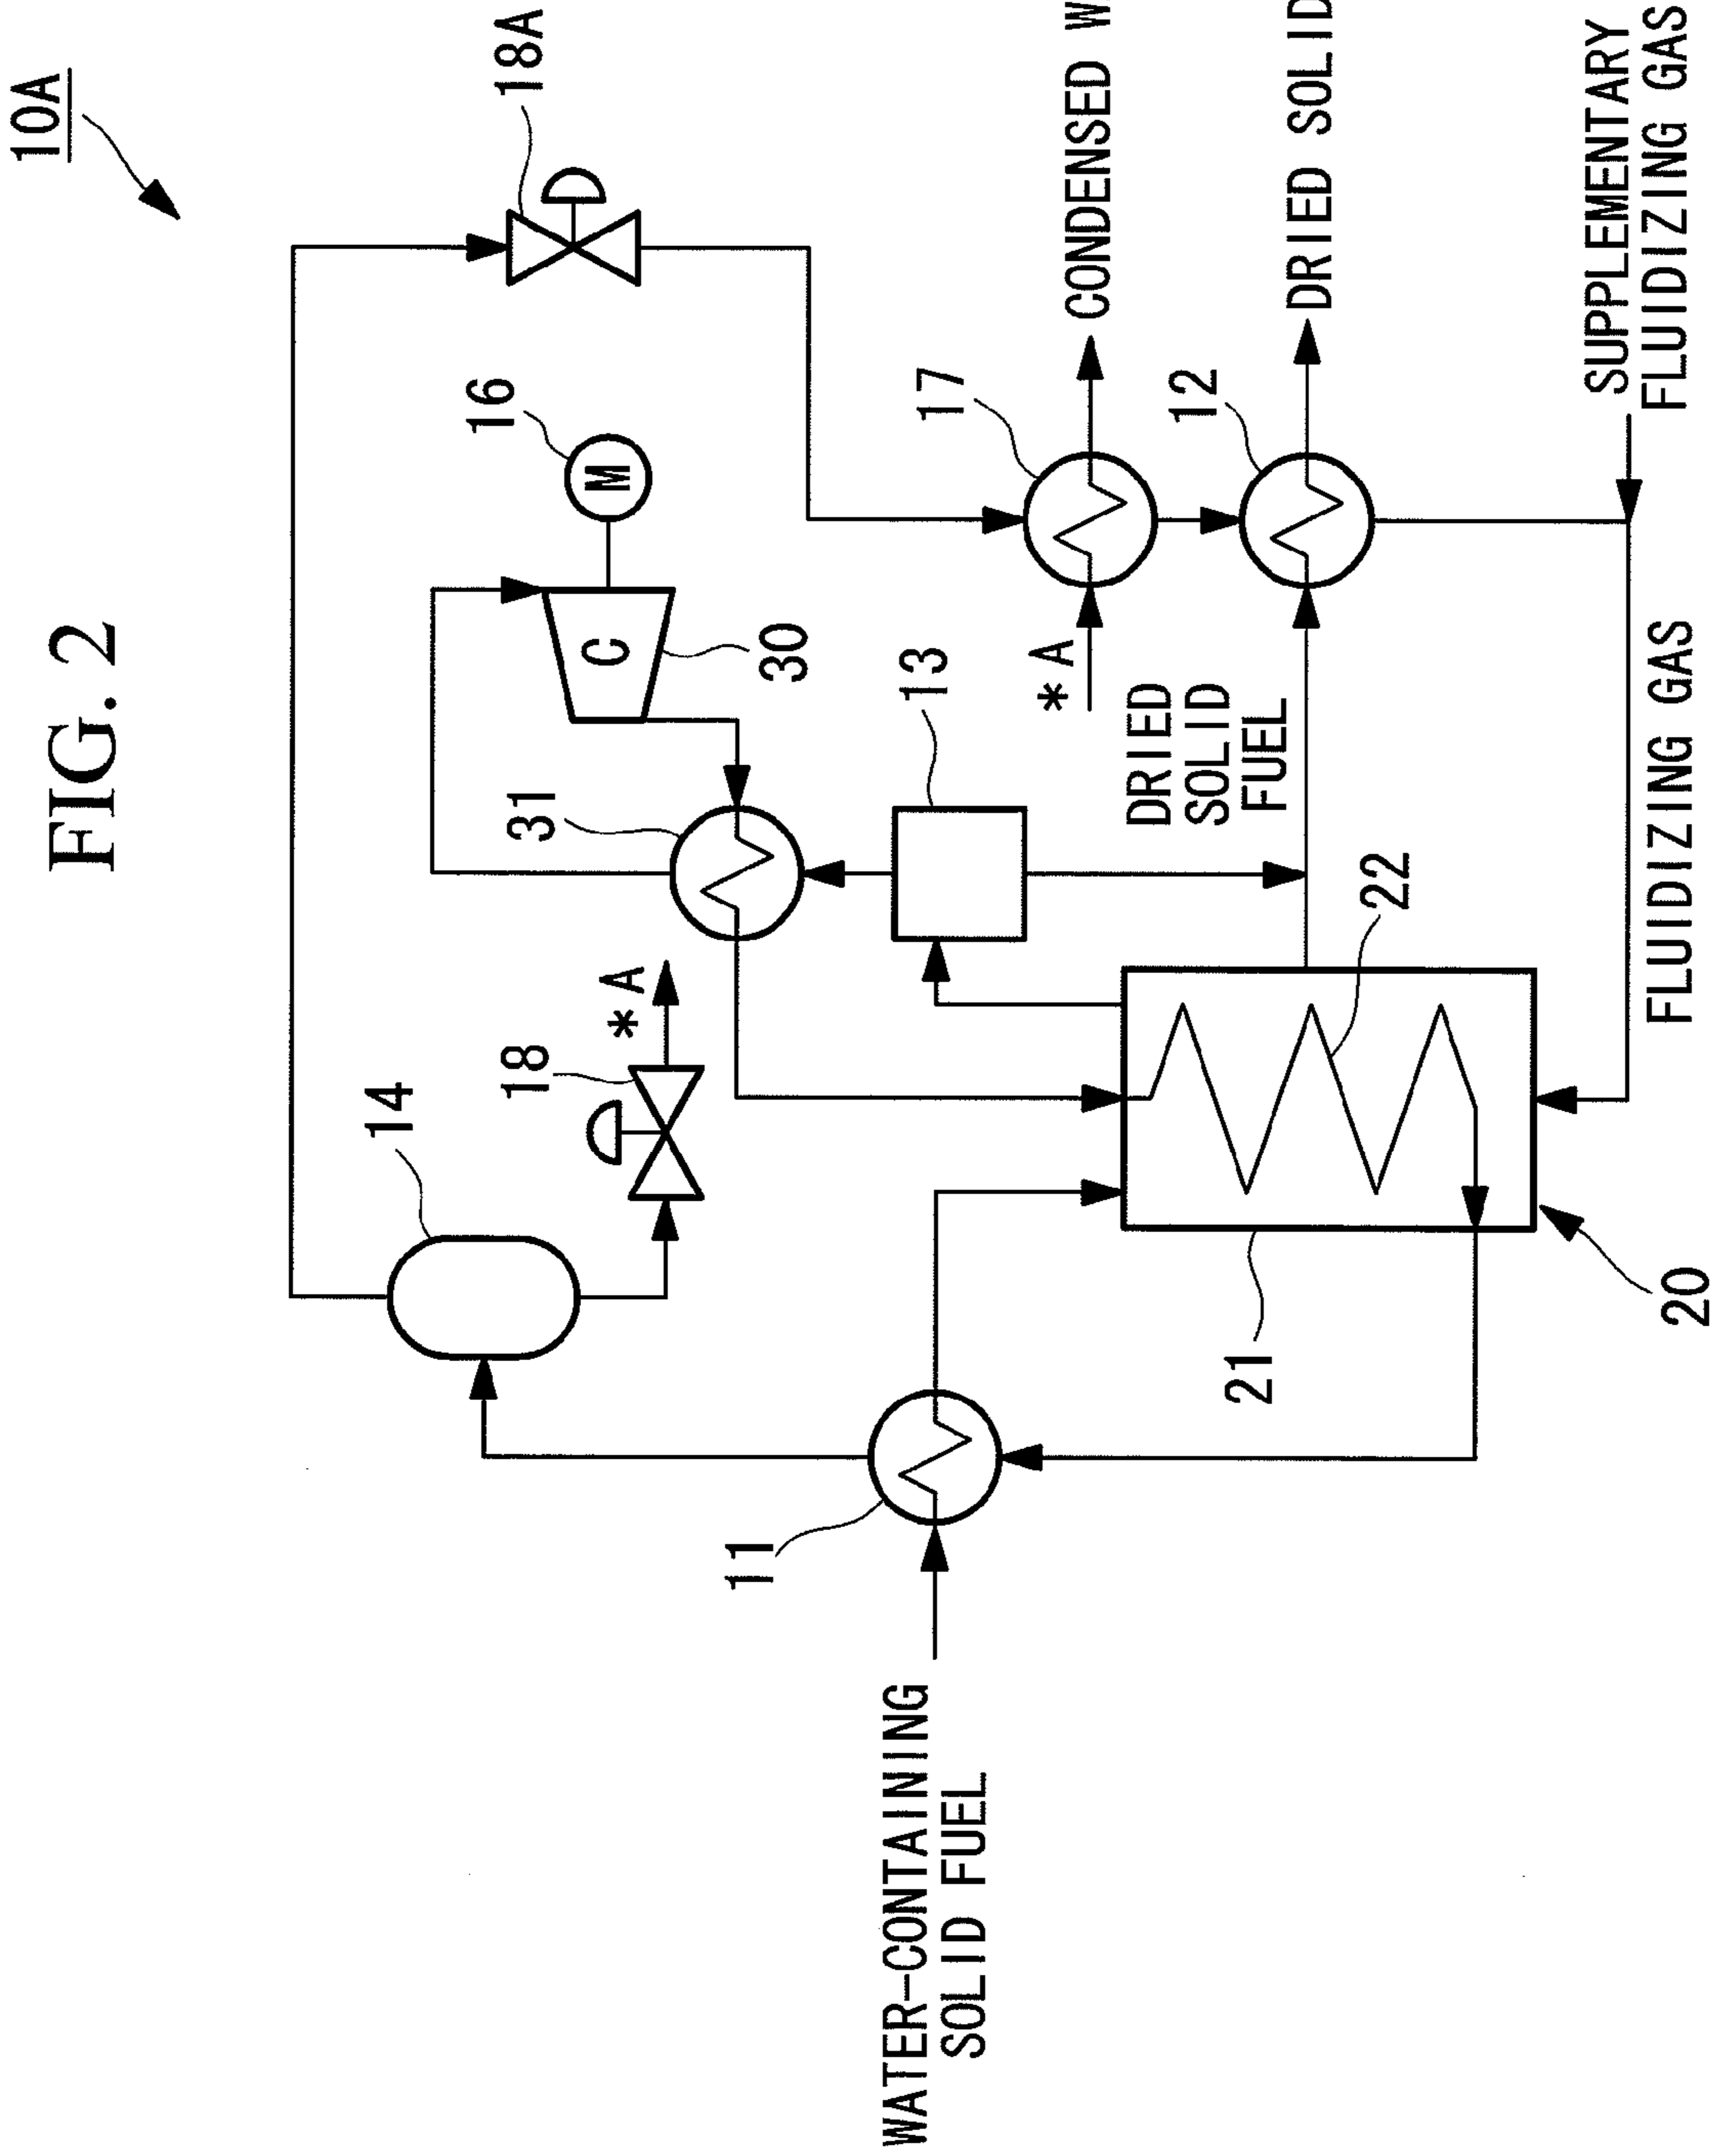 FIG. 2
10A
18A
16
M
C
30
31
14
18
*A
13
17
*A
CONDENSED
12
DRIED SOLID
DRIED
SOLID
FUEL
22
11
21
20
WATER-CONTAINING
SOLID FUEL
SUPPLEMENTARY
FLUIDIZING GAS
FLUIDIZING GAS